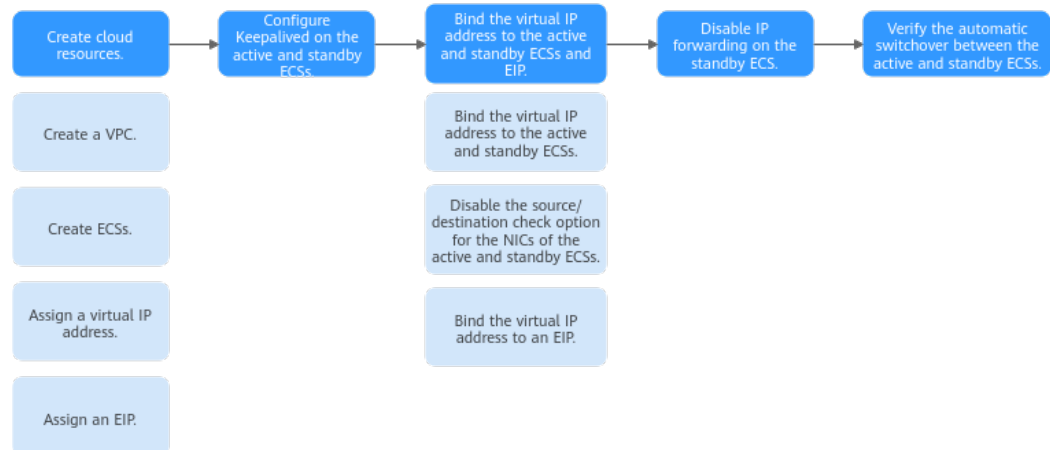 Create cloud
resources.
Configure
Keepalived on the
active and standby
ECSs.
Bind the virtual IP
address to the active
and standby ECSs and
EIP.
Disable IP
forwarding on the
standby ECS.
Verify the automatic
switchover between the
active and standby ECSs.
Create a VPC.
Create ECSs.
Assign a virtual IP
address.
Assign an EIP.
Bind the virtual IP
address to the active
and standby ECSs.
Disable the source/
destination check option
for the NICs of the
active and standby ECSs.
Bind the virtual IP
address to an EIP.